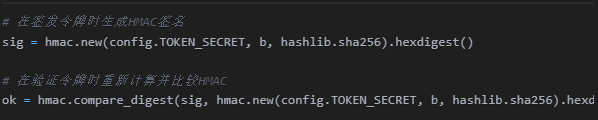 # 在签发令牌时生成HMAC签名
sig = hmac.new(config.TOKEN_SECRET, b, hashlib.sha256).hexdigest()
# 在验证令牌时重新计算并比较HMAC
ok = hmac.compare_digest(sig, hmac.new(config.TOKEN_SECRET, b, hashlib.sha256).hexd